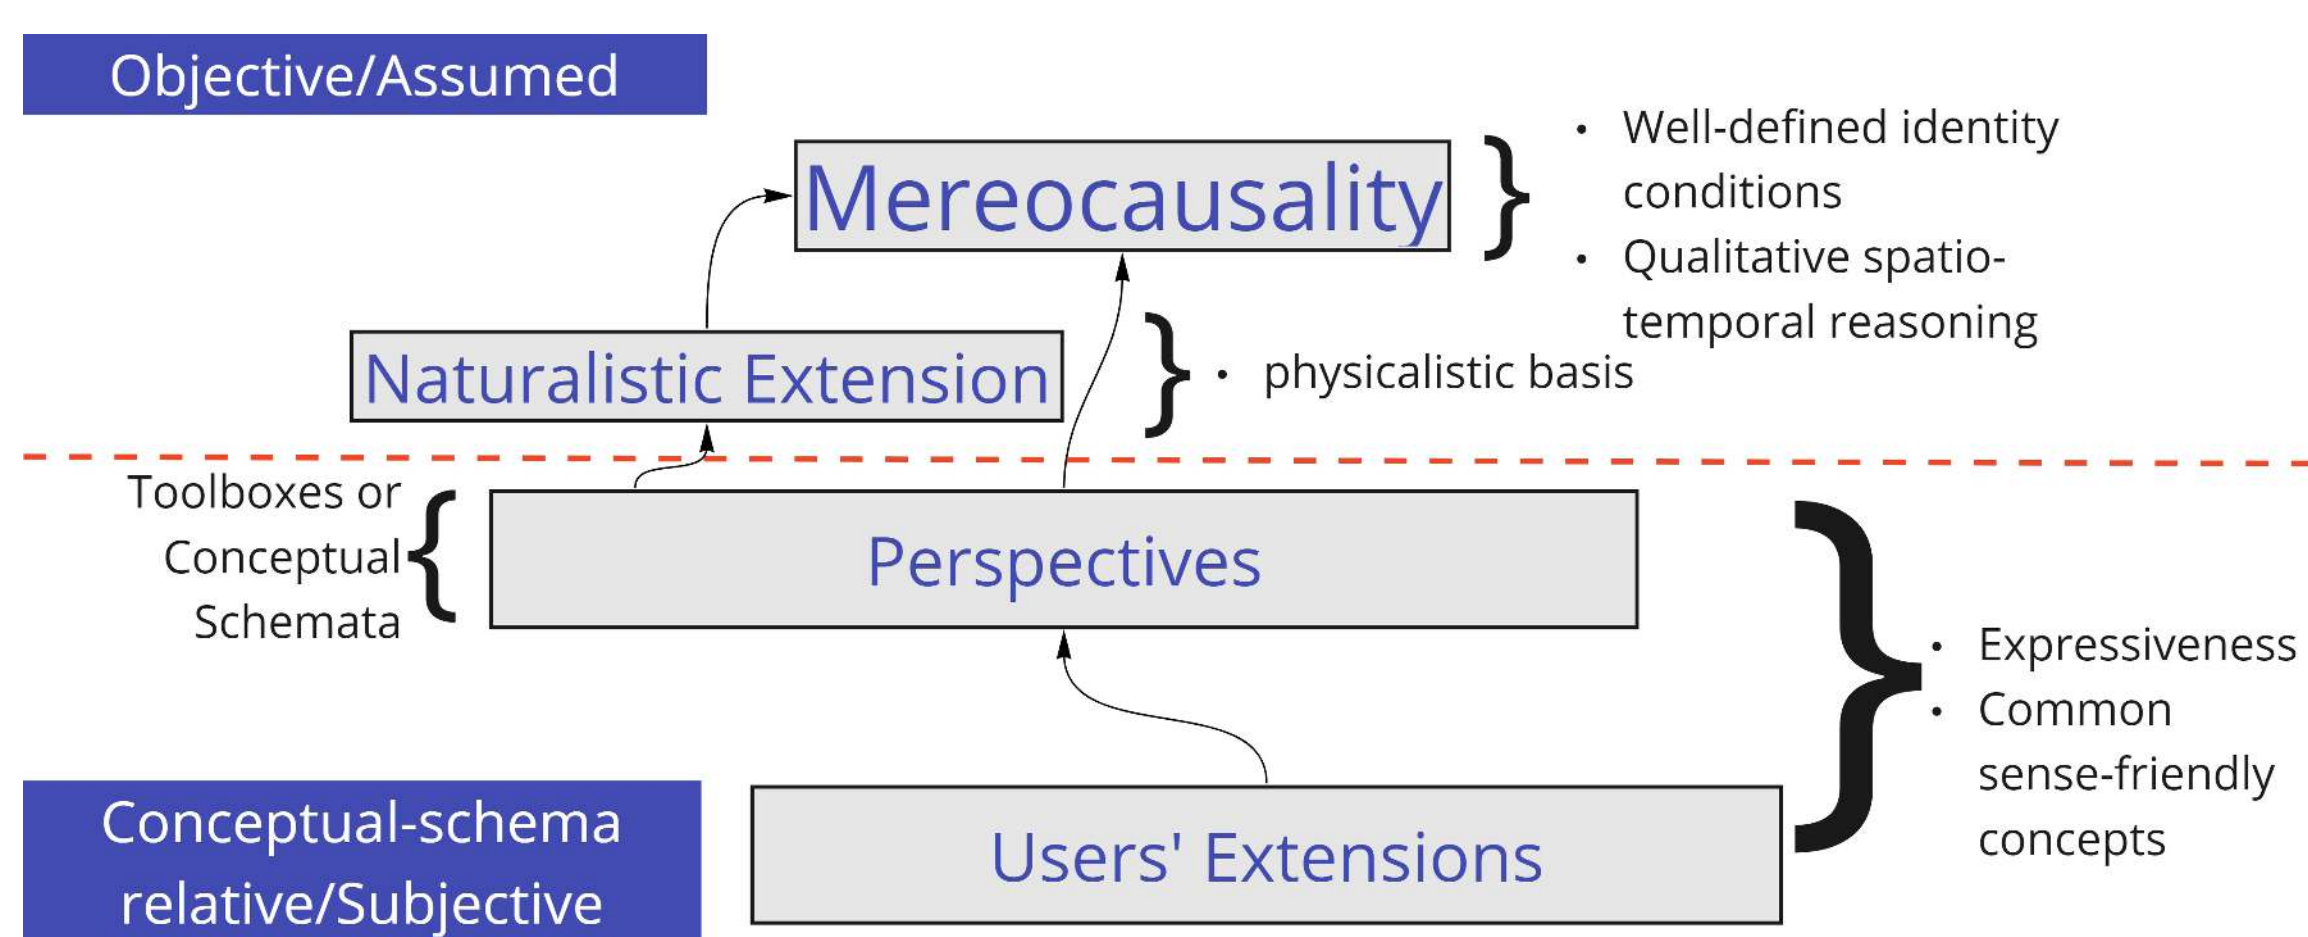 Objective/Assumed
Mereocausality
• Well-defined identity
conditions
• Qualitative spatio-
temporal reasoning
Naturalistic Extension
• physicalistic basis
Toolboxes or
Conceptual
Schemata
Perspectives
• Expressiveness
• Common
sense-friendly
concepts
Users' Extensions
Conceptual-schema
relative/Subjective